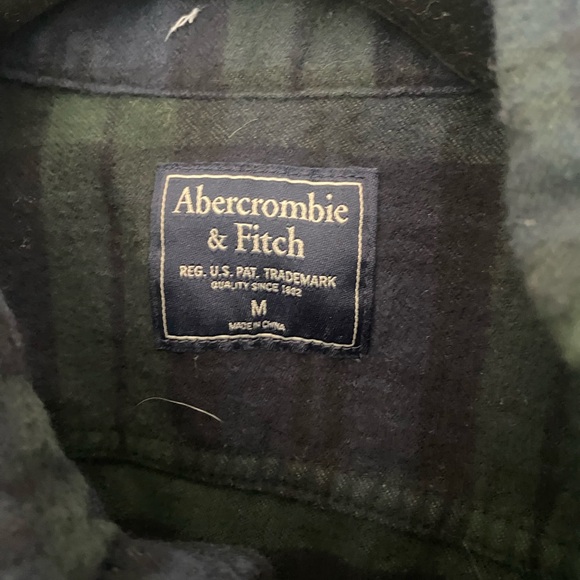 Abercrombie
& Fitch
REG. U.S. PAT. TRADEMARK
QUALITY SINCE 1892
M
MADE IN CHINA